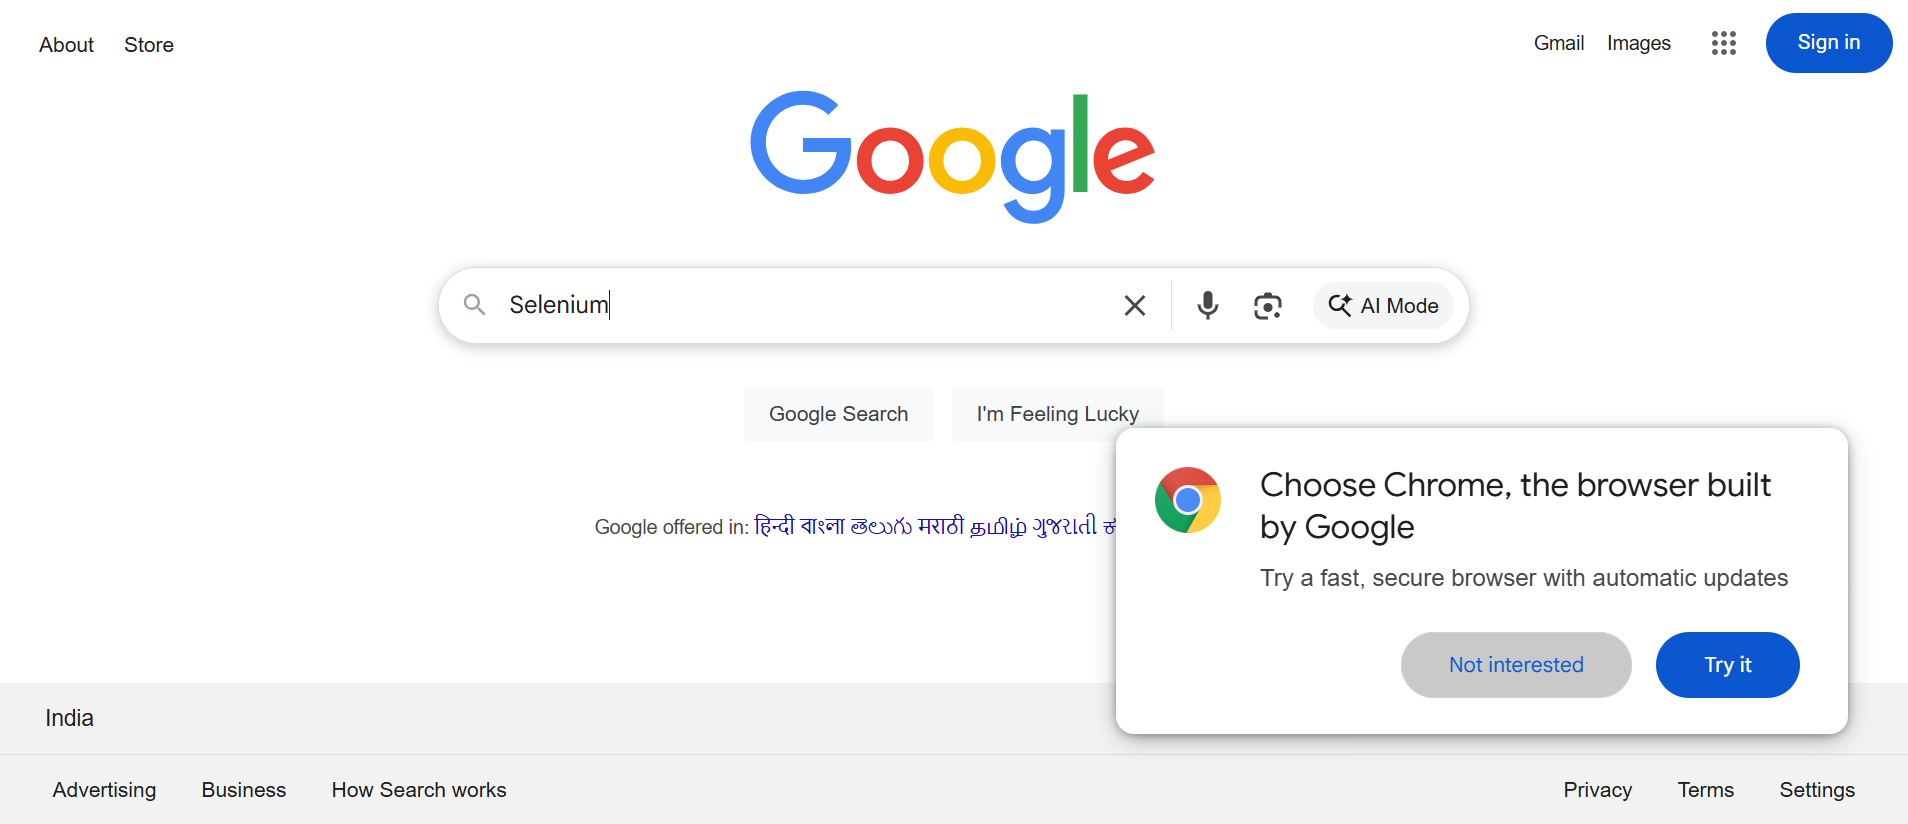 About Store
Gmail Images Sign in
Google
Selenium
AI Mode
Google Search I'm Feeling Lucky
Google offered in: हिन्दी বাংলা తెలుగు मराठी தமிழ் ગુજરાતી
Choose Chrome, the browser built
by Google
Try a fast, secure browser with automatic updates
Not interested Try it
India
Advertising Business How Search works
Privacy Terms Settings